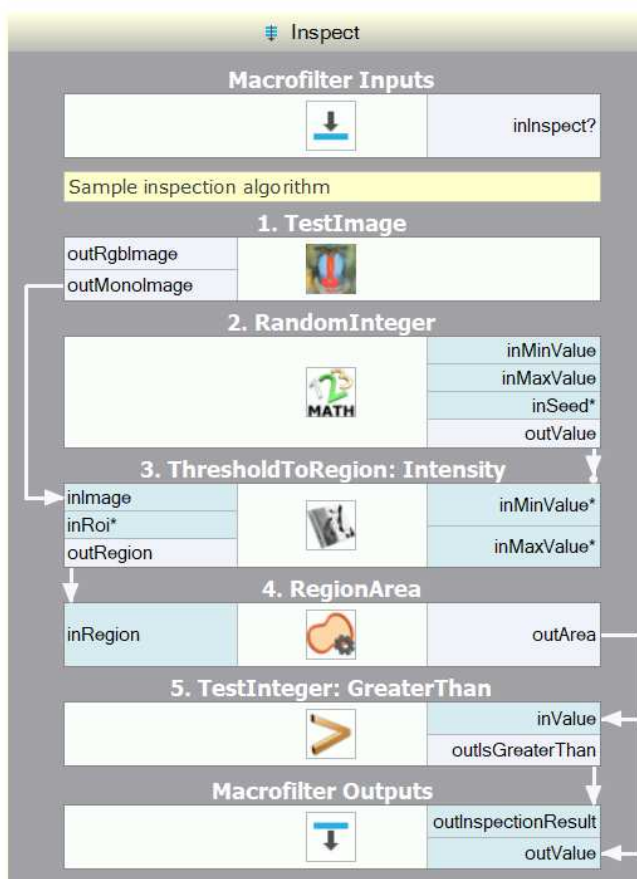 Inspect
Macrofilter Inputs
inInspect?
Sample inspection algorithm
1. TestImage
outRgbImage
outMonoImage
2. RandomInteger
inMinValue
inMaxValue
inSeed*
outValue
MATH
3. ThresholdToRegion: Intensity
inImage
inRoi*
outRegion
inMinValue*
inMaxValue*
4. RegionArea
inRegion
outArea
5. TestInteger: GreaterThan
inValue
outIsGreaterThan
Macrofilter Outputs
outInspectionResult
outValue